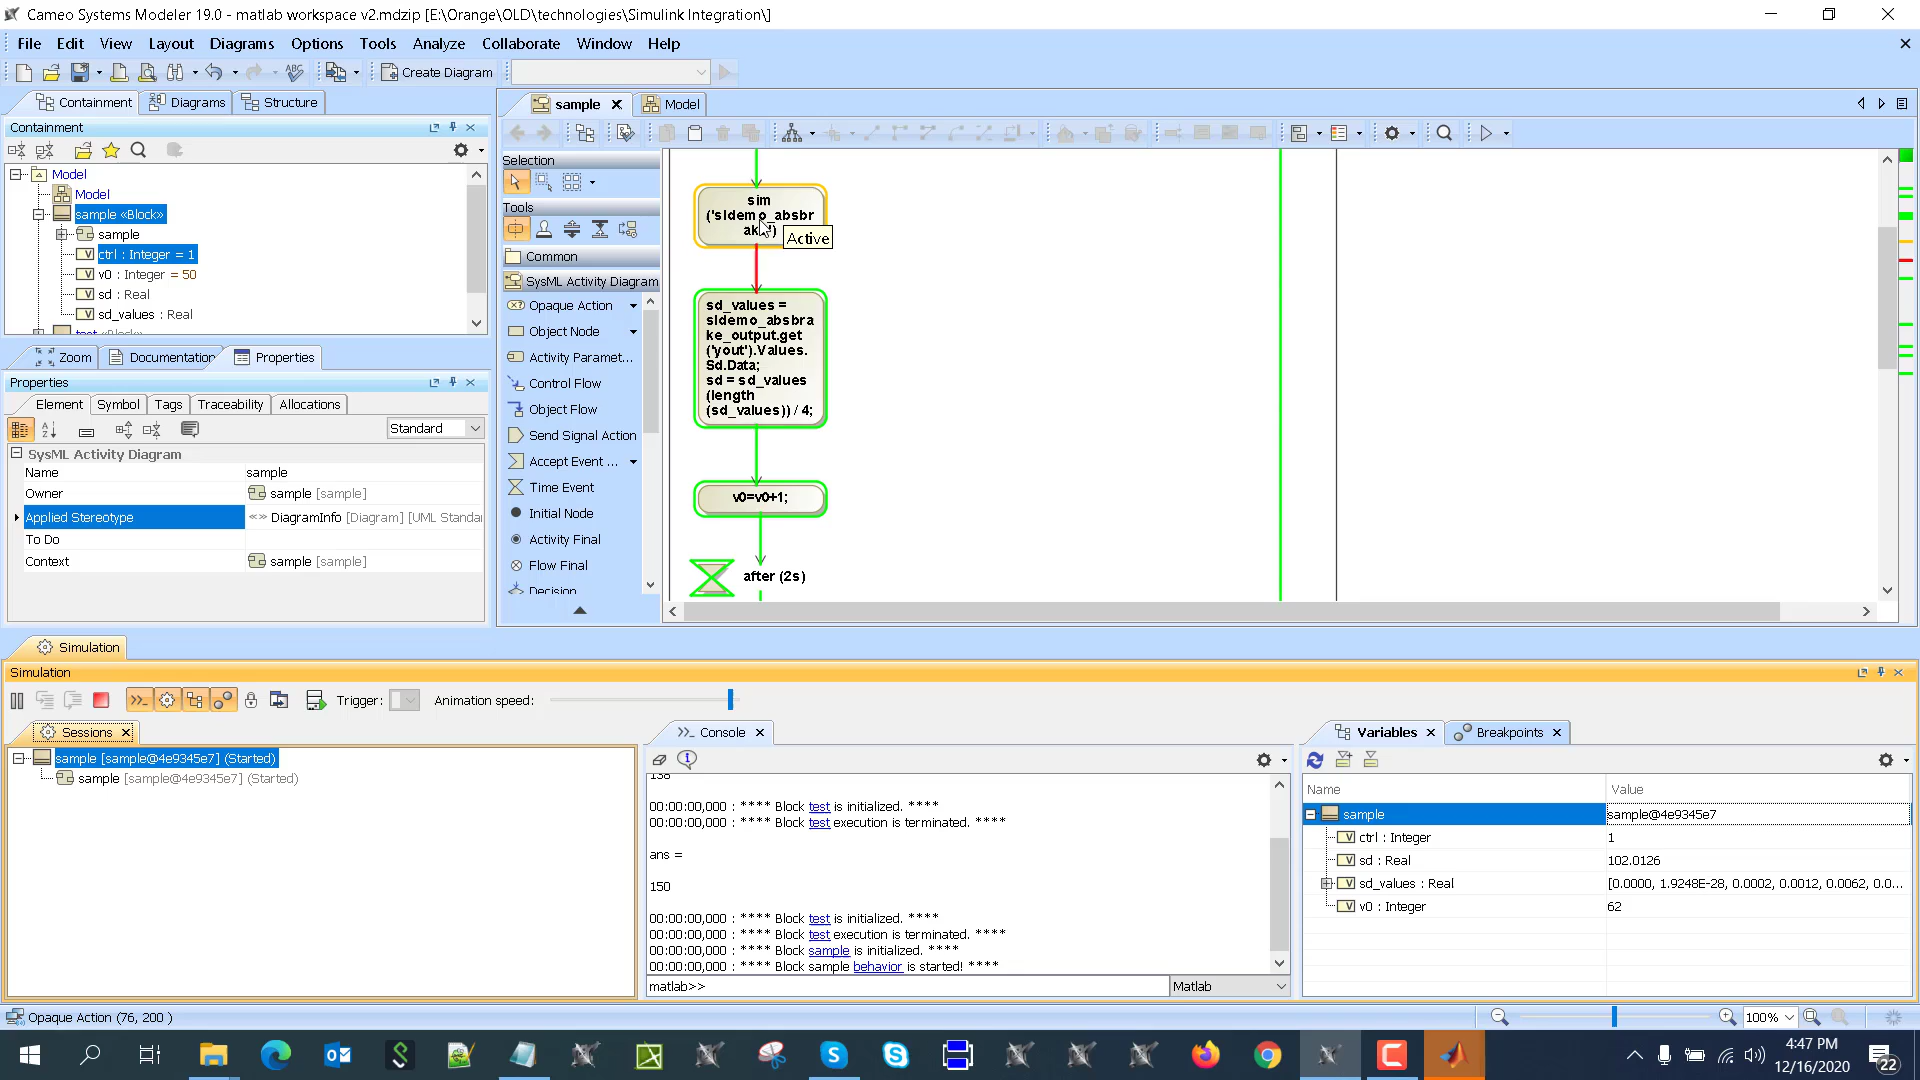 Cameo Systems Modeler 19.0 - matlab workspace v2.mdzip [E:\Orange\OLD\technologies\Simulink Integration\]
File Edit View Layout Diagrams Options Tools Analyze Collaborate Window Help
Create Diagram
Containment Diagrams Structure
Containment
Model
Model
sample «Block»
sample
ctrl : Integer = 1
v0 : Integer = 50
sd : Real
sd_values : Real
Zoom Documentation Properties
Properties
Element Symbol Tags Traceability Allocations
Standard
SysML Activity Diagram
Name sample
Owner sample [sample]
Applied Stereotype «» DiagramInfo [Diagram] [UML Standa
To Do
Context sample [sample]
sample Model
Selection
Tools
Common
SysML Activity Diagram
Opaque Action
Object Node
Activity Paramet...
Control Flow
Object Flow
Send Signal Action
Accept Event ...
Time Event
Initial Node
Activity Final
Flow Final
Decision
sim
('sldemo_absbr
ak
')
Active
sd_values =
sldemo_absbra
ke_output.get
('yout').Values.
Sd.Data;
sd = sd_values
(length
(sd_values)) / 4;
v0=v0+1;
after (2s)
Simulation
Simulation
Trigger: Animation speed:
Sessions
sample [sample@4e9345e7] (Started)
sample [sample@4e9345e7] (Started)
Console
138
00:00:00,000 : **** Block test is initialized. ****
00:00:00,000 : **** Block test execution is terminated. ****
ans =
150
00:00:00,000 : **** Block test is initialized. ****
00:00:00,000 : **** Block test execution is terminated. ****
00:00:00,000 : **** Block sample is initialized. ****
00:00:00,000 : **** Block sample behavior is started! ****
matlab>> Matlab
Variables Breakpoints
Name Value
sample sample@4e9345e7
ctrl : Integer 1
sd : Real 102.0126
sd_values : Real [0.0000, 1.9248E-28, 0.0002, 0.0012, 0.0062, 0.0...
v0 : Integer 62
Opaque Action (76, 200 )
100%
4:47 PM
12/16/2020
22